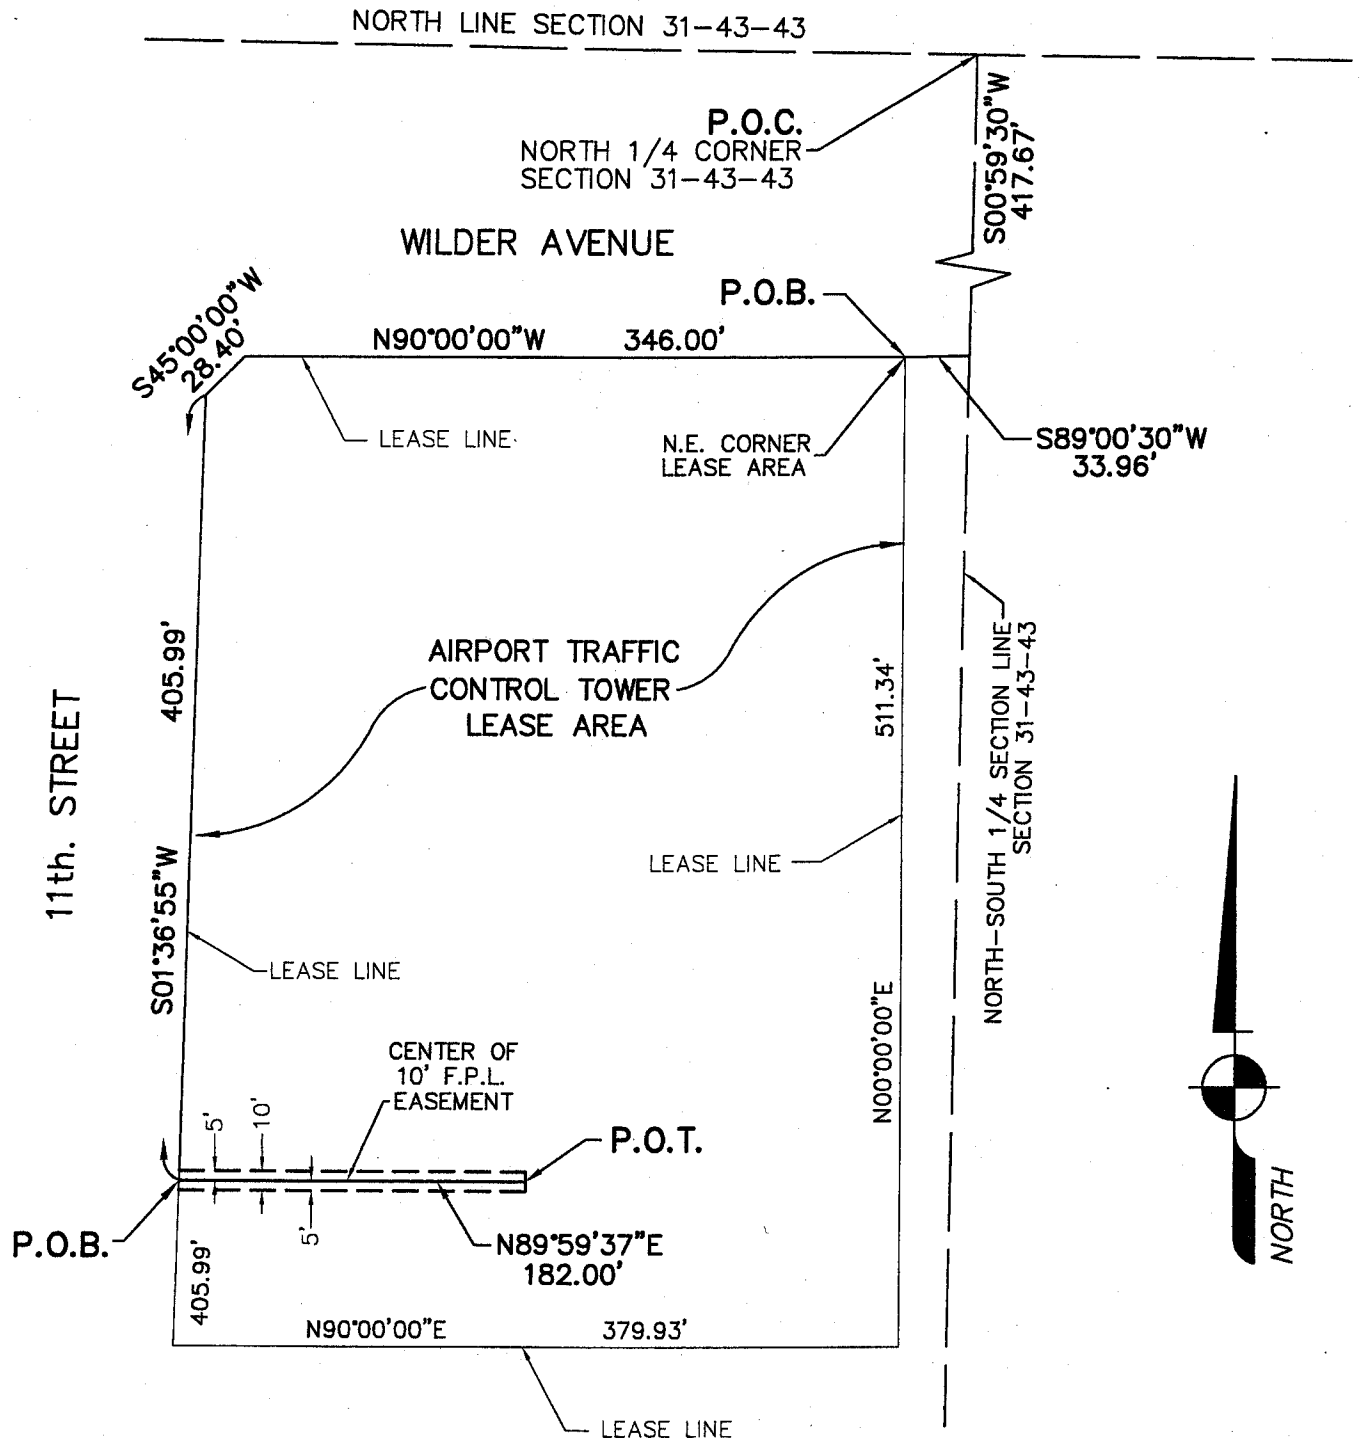 NORTH LINE SECTION 31-43-43
P.O.C.
NORTH 1/4 CORNER
SECTION 31-43-43
S00°59'30"W
417.67'
WILDER AVENUE
P.O.B.
S45°00'00"W
28.40'
N90°00'00"W 346.00'
LEASE LINE
N.E. CORNER
LEASE AREA
S89°00'30"W
33.96'
405.99'
AIRPORT TRAFFIC
CONTROL TOWER
LEASE AREA
511.34'
NORTH-SOUTH 1/4 SECTION LINE
SECTION 31-43-43
11th. STREET
S01°36'55"W
LEASE LINE
LEASE LINE
N00°00'00"E
CENTER OF
10' F.P.L.
EASEMENT
5'
10'
5'
P.O.T.
P.O.B.
N89°59'37"E
182.00'
405.99'
N90°00'00"E 379.93'
LEASE LINE
NORTH